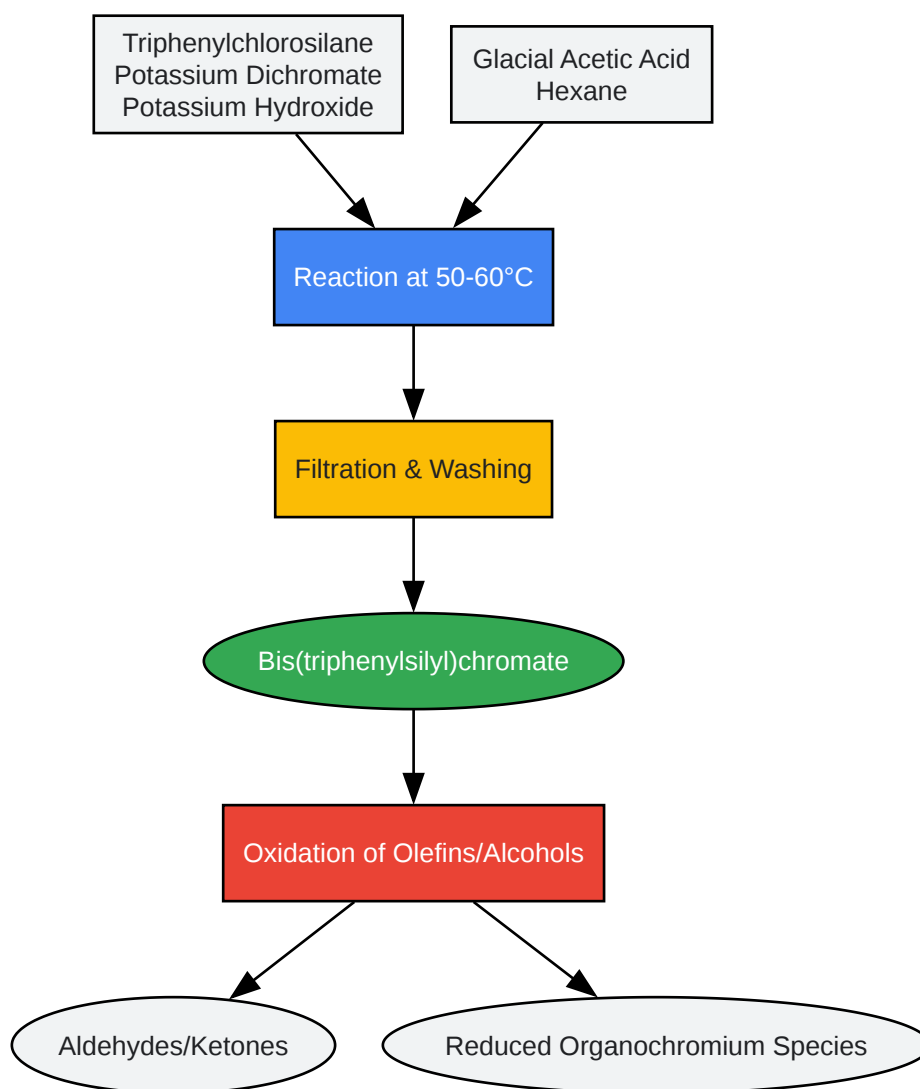 Triphenylchlorosilane
Potassium Dichromate
Potassium Hydroxide
Glacial Acetic Acid
Hexane
Reaction at 50-60°C
Filtration & Washing
Bis(triphenylsilyl)chromate
Oxidation of Olefins/Alcohols
Aldehydes/Ketones
Reduced Organochromium Species